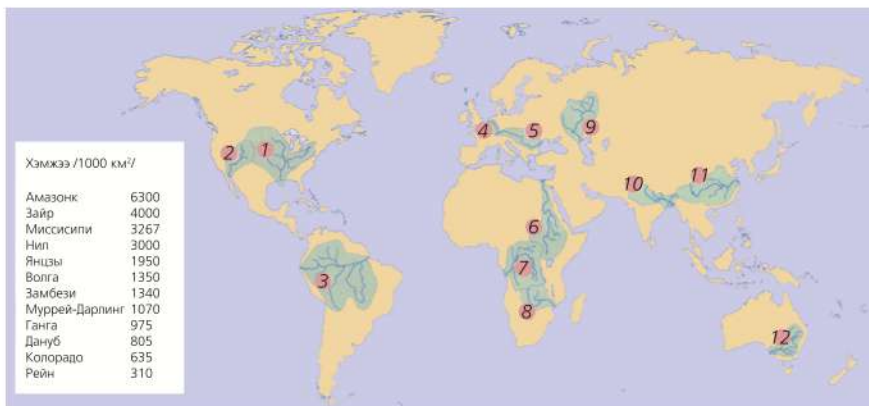 Хэмжээ /1000 км²/
Амазонк 6300
Зайр 4000
Миссисипи 3267
Нил 3000
Янцзы 1950
Волга 1350
Замбези 1340
Муррей-Дарлинг 1070
Ганга 975
Дануб 805
Колорадо 635
Рейн 310
1
2
3
4
5
6
7
8
9
10
11
12